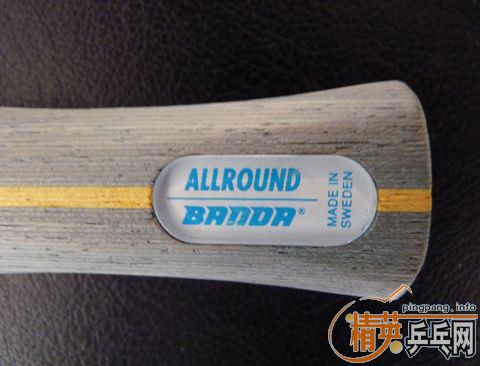 ALLROUND
BANDA®
MADE IN
SWEDEN
pingpang.info
精英乒乓网